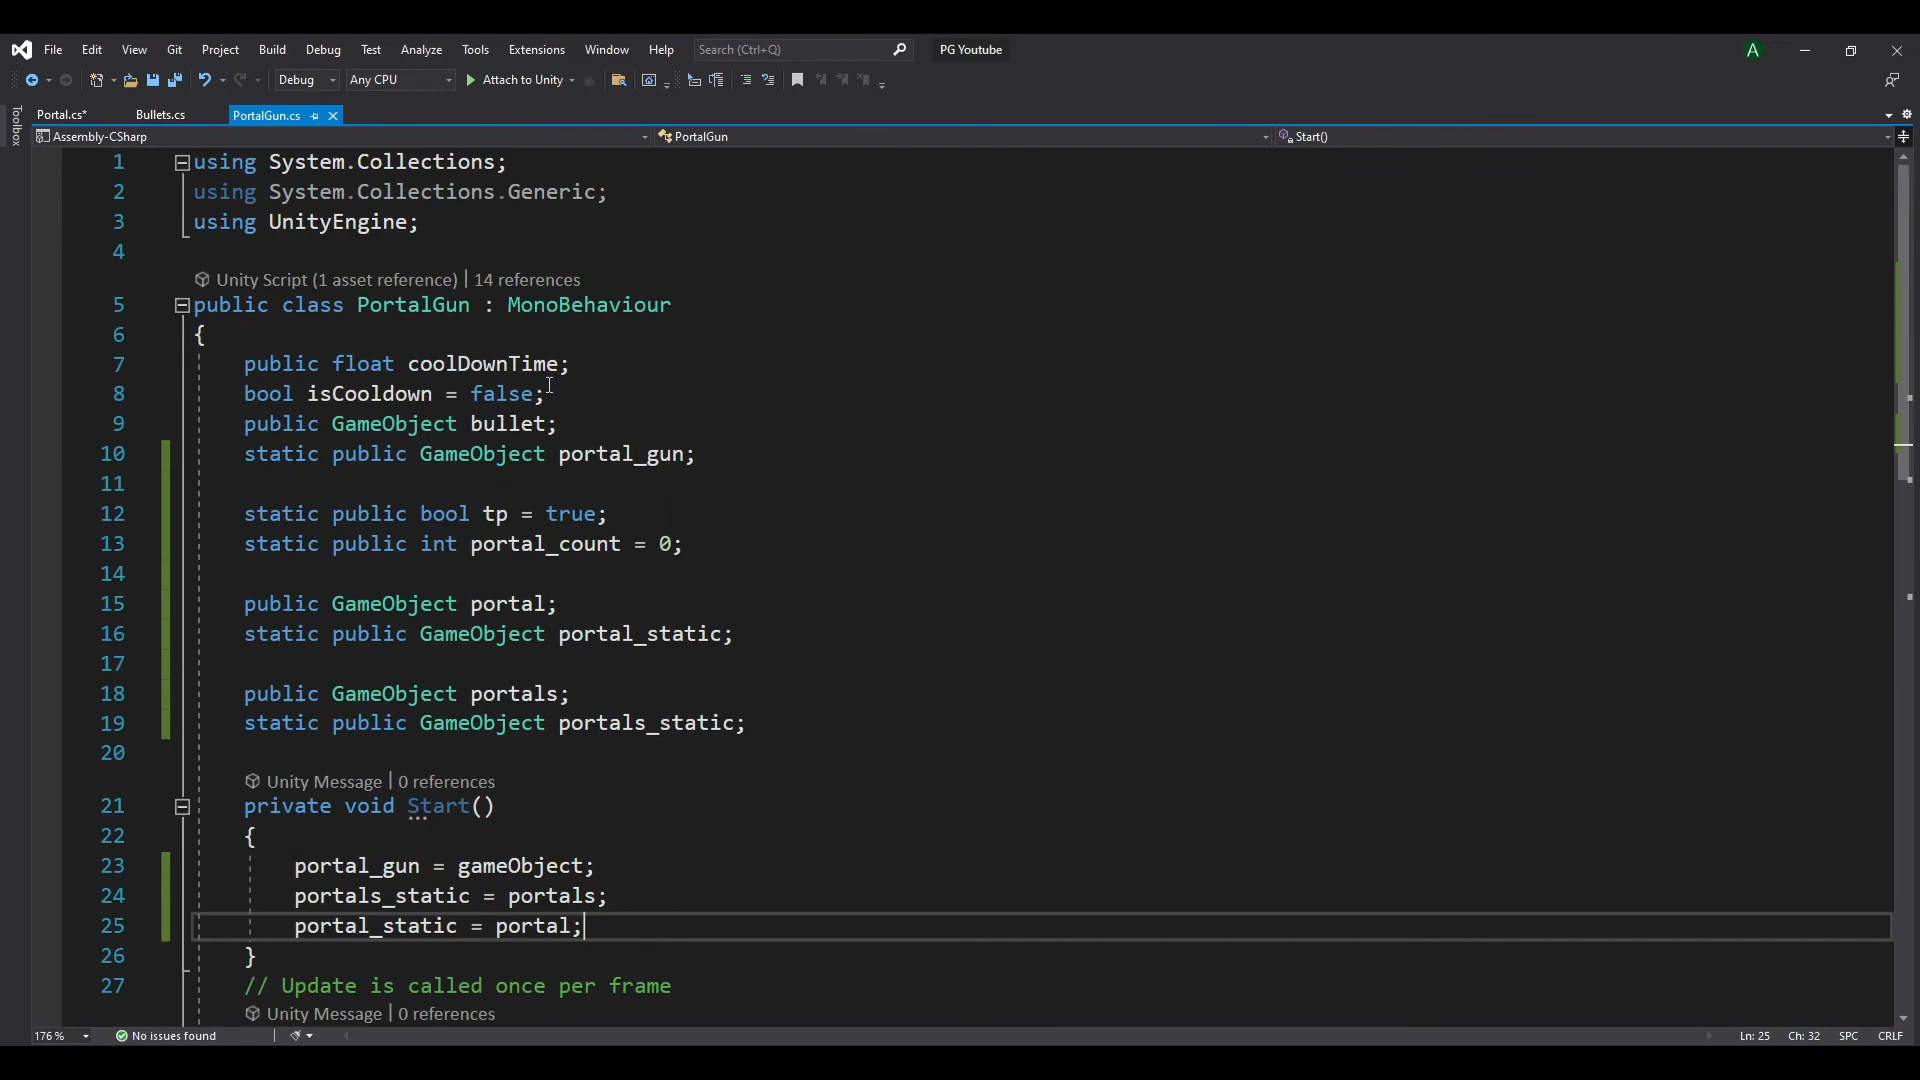 File Edit View Git Project Build Debug Test Analyze Tools Extensions Window Help Search (Ctrl+Q) PG Youtube A
Debug Any CPU Attach to Unity
Portal.cs* Bullets.cs PortalGun.cs
Toolbox
Assembly-CSharp PortalGun Start()
1 using System.Collections;
2 using System.Collections.Generic;
3 using UnityEngine;
4
Unity Script (1 asset reference) | 14 references
5 public class PortalGun : MonoBehaviour
6 {
7 public float coolDownTime;
8 bool isCooldown = false;
9 public GameObject bullet;
10 static public GameObject portal_gun;
11
12 static public bool tp = true;
13 static public int portal_count = 0;
14
15 public GameObject portal;
16 static public GameObject portal_static;
17
18 public GameObject portals;
19 static public GameObject portals_static;
20
Unity Message | 0 references
21 private void Start()
22 {
23 portal_gun = gameObject;
24 portals_static = portals;
25 portal_static = portal;
26 }
27 // Update is called once per frame
Unity Message | 0 references
176 % No issues found Ln: 25 Ch: 32 SPC CRLF